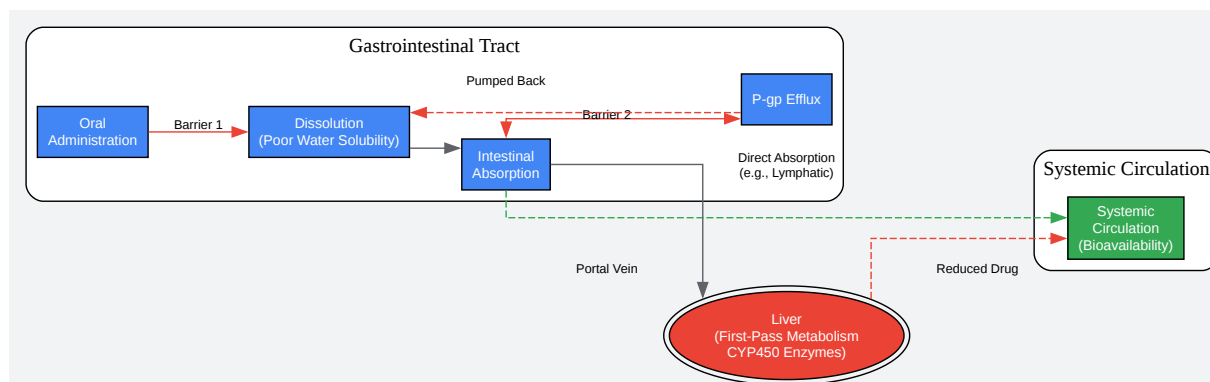 Gastrointestinal Tract
Pumped Back
P-gp Efflux
Oral
Administration
Barrier 1
Dissolution
(Poor Water Solubility)
Barrier 2
Intestinal
Absorption
Direct Absorption
(e.g., Lymphatic)
Systemic Circulation
Systemic
Circulation
(Bioavailability)
Portal Vein
Reduced Drug
Liver
(First-Pass Metabolism
CYP450 Enzymes)